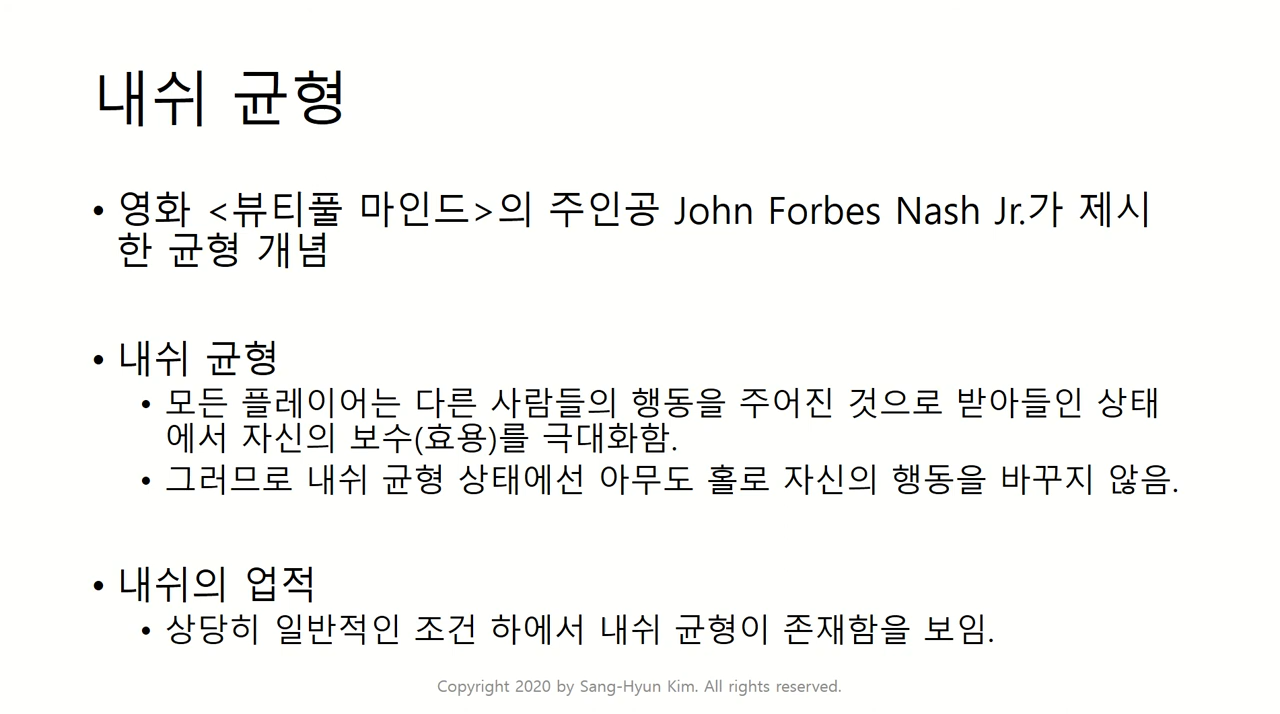 내쉬 균형
• 영화 <뷰티풀 마인드>의 주인공 John Forbes Nash Jr.가 제시
한 균형 개념
• 내쉬 균형
• 모든 플레이어는 다른 사람들의 행동을 주어진 것으로 받아들인 상태
에서 자신의 보수(효용)를 극대화함.
• 그러므로 내쉬 균형 상태에선 아무도 홀로 자신의 행동을 바꾸지 않음.
• 내쉬의 업적
• 상당히 일반적인 조건 하에서 내쉬 균형이 존재함을 보임.
Copyright 2020 by Sang-Hyun Kim. All rights reserved.